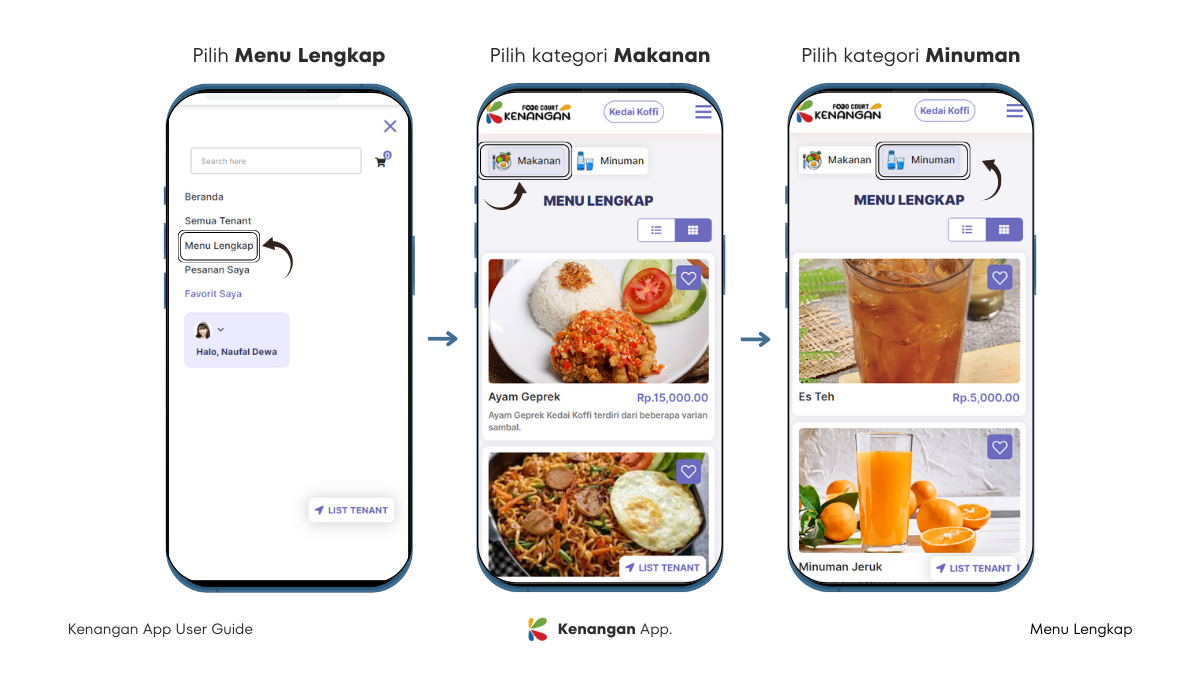 Pilih Menu Lengkap
Search here
0
Beranda
Semua Tenant
Menu Lengkap
Pesanan Saya
Favorit Saya
Halo, Naufal Dewa
LIST TENANT
Pilih kategori Makanan
FOOD COURT
KENANGAN
Kedai Koffi
Makanan
Minuman
MENU LENGKAP
Ayam Geprek
Rp.15,000.00
Ayam Geprek Kedai Koffi terdiri dari beberapa varian
sambal.
LIST TENANT
Pilih kategori Minuman
FOOD COURT
KENANGAN
Kedai Koffi
Makanan
Minuman
MENU LENGKAP
Es Teh
Rp.5,000.00
Minuman Jeruk
LIST TENANT
Kenangan App User Guide
Kenangan App.
Menu Lengkap